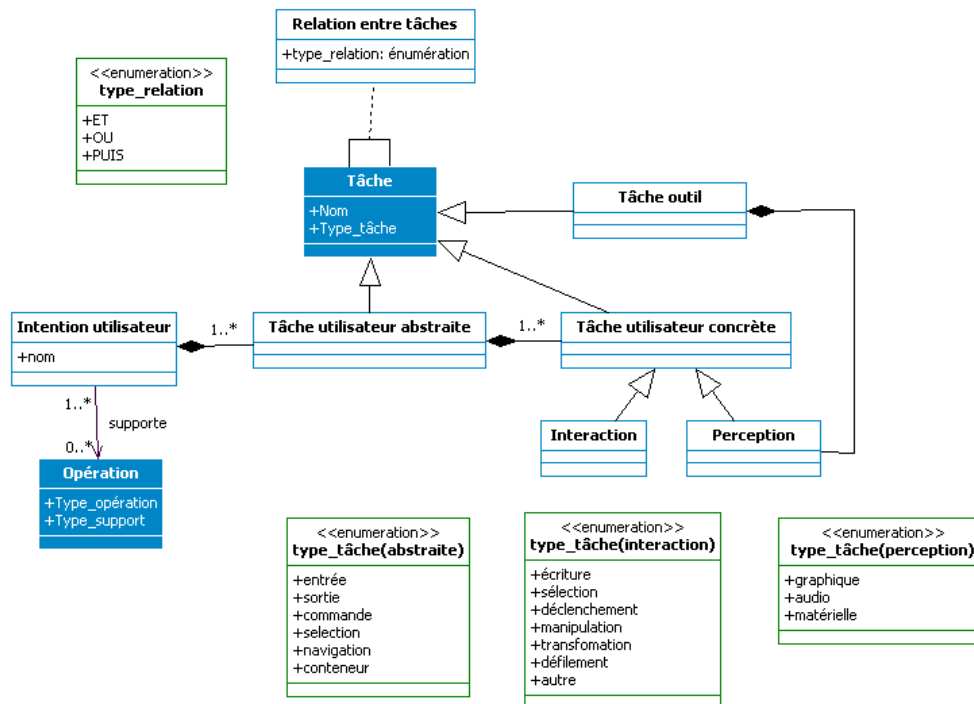 Relation entre tâches
+type_relation: énumération
<<enumeration>>
type_relation
+ET
+OU
+PUIS
Tâche
+Nom
+Type_tâche
Tâche outil
Intention utilisateur
+nom
1..*
Tâche utilisateur abstraite
1..*
Tâche utilisateur concrète
1..*
supporte
0..*
Interaction
Perception
Opération
+Type_opération
+Type_support
<<enumeration>>
type_tâche(abstraite)
+entrée
+sortie
+commande
+selection
+navigation
+conteneur
<<enumeration>>
type_tâche(interaction)
+écriture
+sélection
+déclenchement
+manipulation
+transfomation
+défilement
+autre
<<enumeration>>
type_tâche(perception)
+graphique
+audio
+matérielle